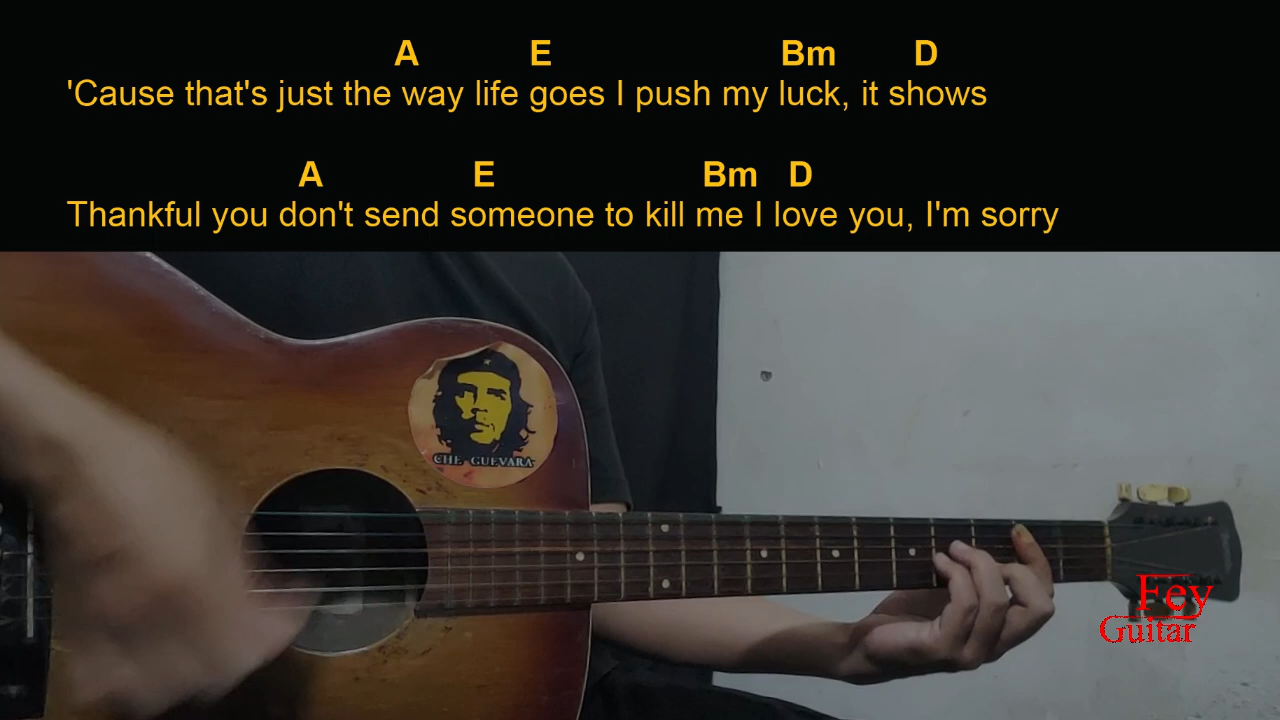 A E Bm D
'Cause that's just the way life goes I push my luck, it shows
A E Bm D
Thankful you don't send someone to kill me I love you, I'm sorry
CHE GUEVARA
Fey
Guitar